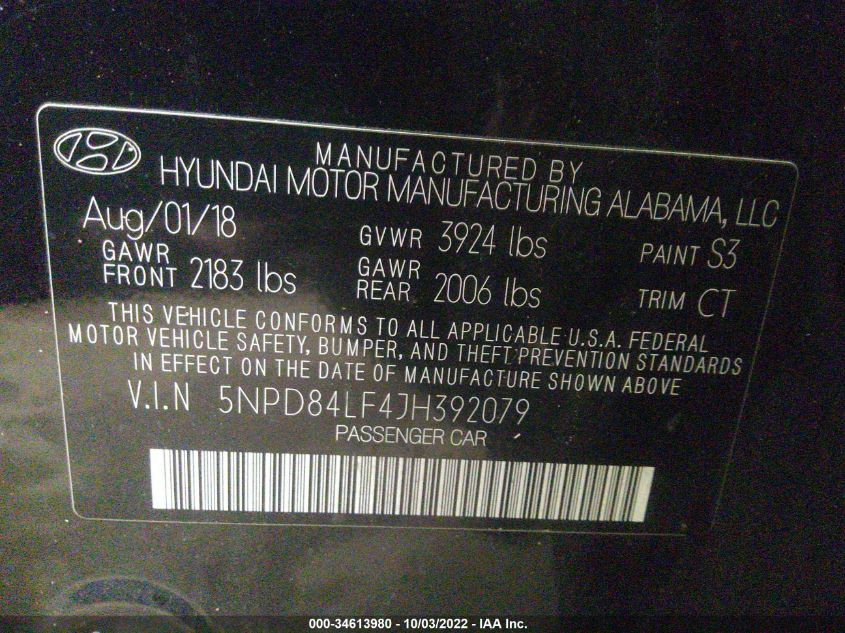 MANUFACTURED BY
HYUNDAI MOTOR MANUFACTURING ALABAMA, LLC
Aug/01/18 GVWR 3924 lbs PAINT S3
GAWR FRONT 2183 lbs GAWR REAR 2006 lbs TRIM CT
THIS VEHICLE CONFORMS TO ALL APPLICABLE U.S.A. FEDERAL
MOTOR VEHICLE SAFETY, BUMPER, AND THEFT PREVENTION STANDARDS
IN EFFECT ON THE DATE OF MANUFACTURE SHOWN ABOVE
V.I.N 5NPD84LF4JH392079
PASSENGER CAR
000-34613980 - 10/03/2022 - IAA Inc.